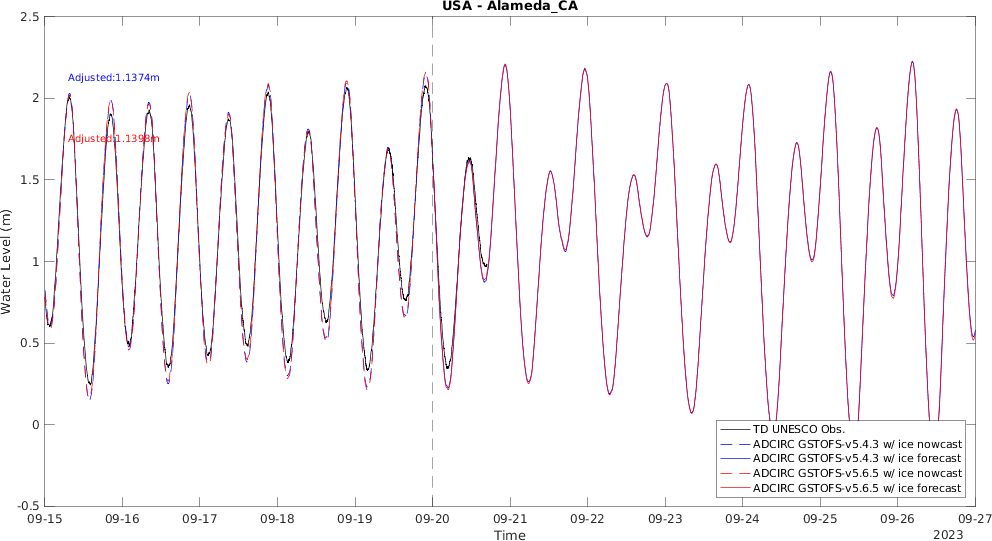 USA - Alameda_CA
2.5
Adjusted:1.1374m
2
Adjusted:1.1398m
1.5
Water Level (m)
1
0.5
0
TD UNESCO Obs.
ADCIRC GSTOFS-v5.4.3 w/ ice nowcast
ADCIRC GSTOFS-v5.4.3 w/ ice forecast
ADCIRC GSTOFS-v5.6.5 w/ ice nowcast
ADCIRC GSTOFS-v5.6.5 w/ ice forecast
-0.5
09-15 09-16 09-17 09-18 09-19 09-20 09-21 09-22 09-23 09-24 09-25 09-26 09-27
Time
2023